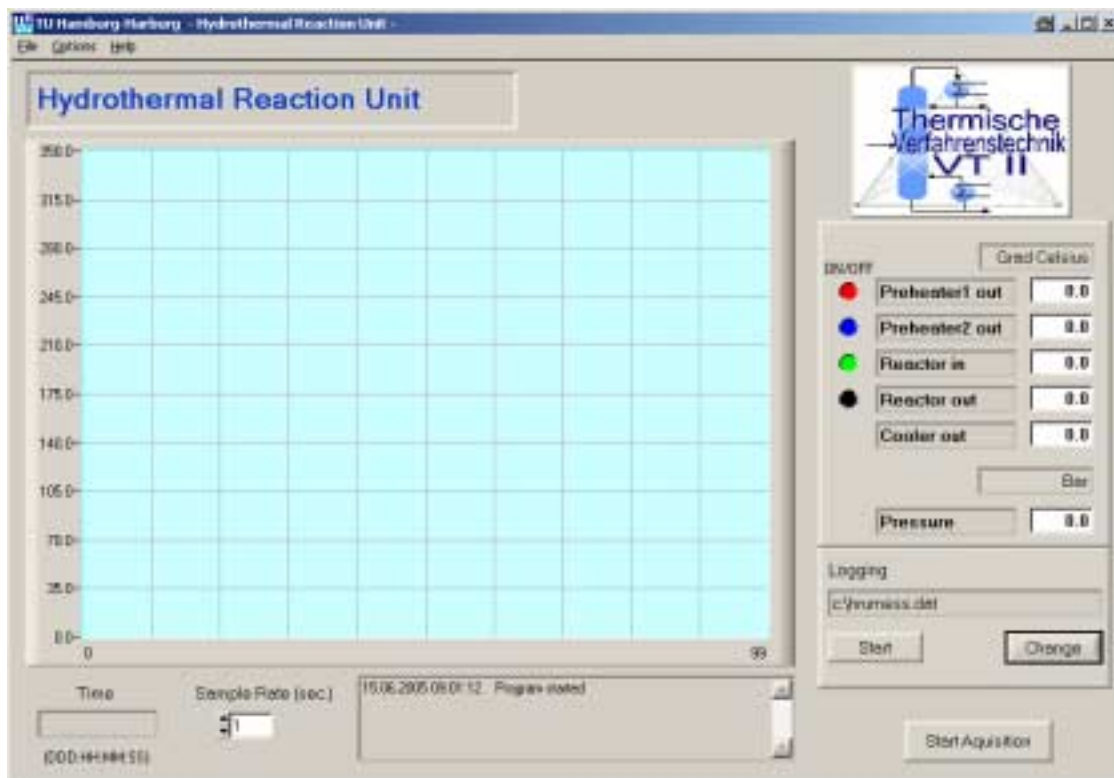 TU Hamburg-Harburg - Hydrothermal Reaction Unit -
File Options Help
Hydrothermal Reaction Unit
Thermische
Verfahrenstechnik
VT II
350.0
315.0
280.0
245.0
210.0
175.0
140.0
105.0
70.0
35.0
0.0
0 99
ON/OFF Grad Celsius
Preheater1 out 0.0
Preheater2 out 0.0
Reactor in 0.0
Reactor out 0.0
Cooler out 0.0
Bar
Pressure 0.0
Logging
c:\hrumess.dat
Start Change
Time Sample Rate (sec.) 15.06.2005 09:01:12 Program started
1
(DDD:HH:MM:SS)
Start Aquisition